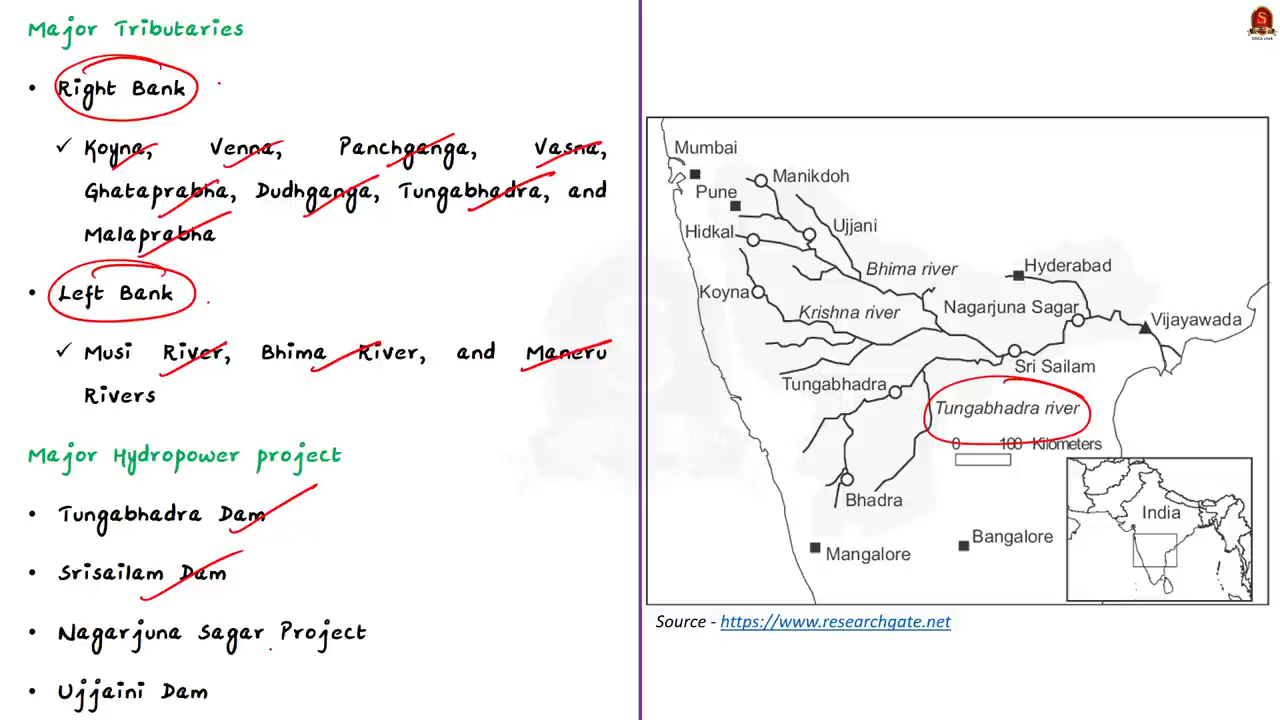 Major Tributaries
• Right Bank
✓ Koyna, Venna, Panchganga, Vasna,
Ghataprabha, Dudhganga, Tungabhadra, and
Malaprabha
• Left Bank
✓ Musi River, Bhima River, and Maneru
Rivers
Major Hydropower project
• Tungabhadra Dam
• Srisailam Dam
• Nagarjuna Sagar Project
• Ujjaini Dam
Mumbai
Manikdoh
Pune
Ujjani
Hidkal
Bhima river
Hyderabad
Koyna
Krishna river
Nagarjuna Sagar
Vijayawada
Sri Sailam
Tungabhadra
Tungabhadra river
0 100 Kilometers
Bhadra
India
Mangalore
Bangalore
Source - https://www.researchgate.net